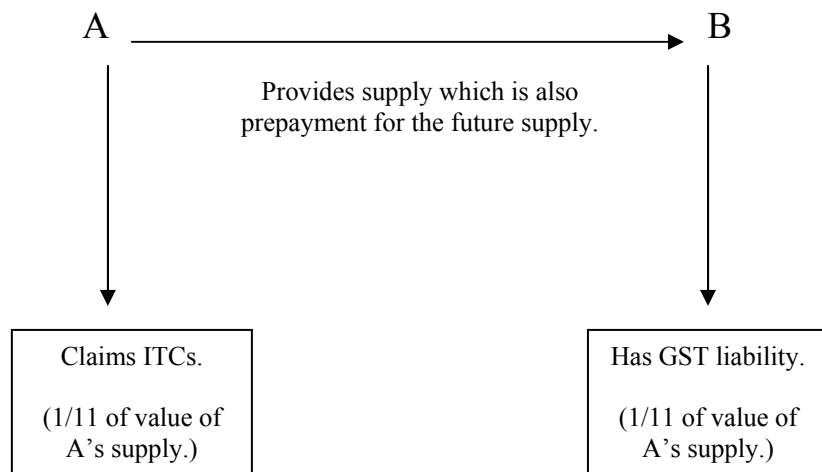 A
B
Provides supply which is also
prepayment for the future supply.
Claims ITCs.
(1/11 of value of
A's supply.)
Has GST liability.
(1/11 of value of
A's supply.)